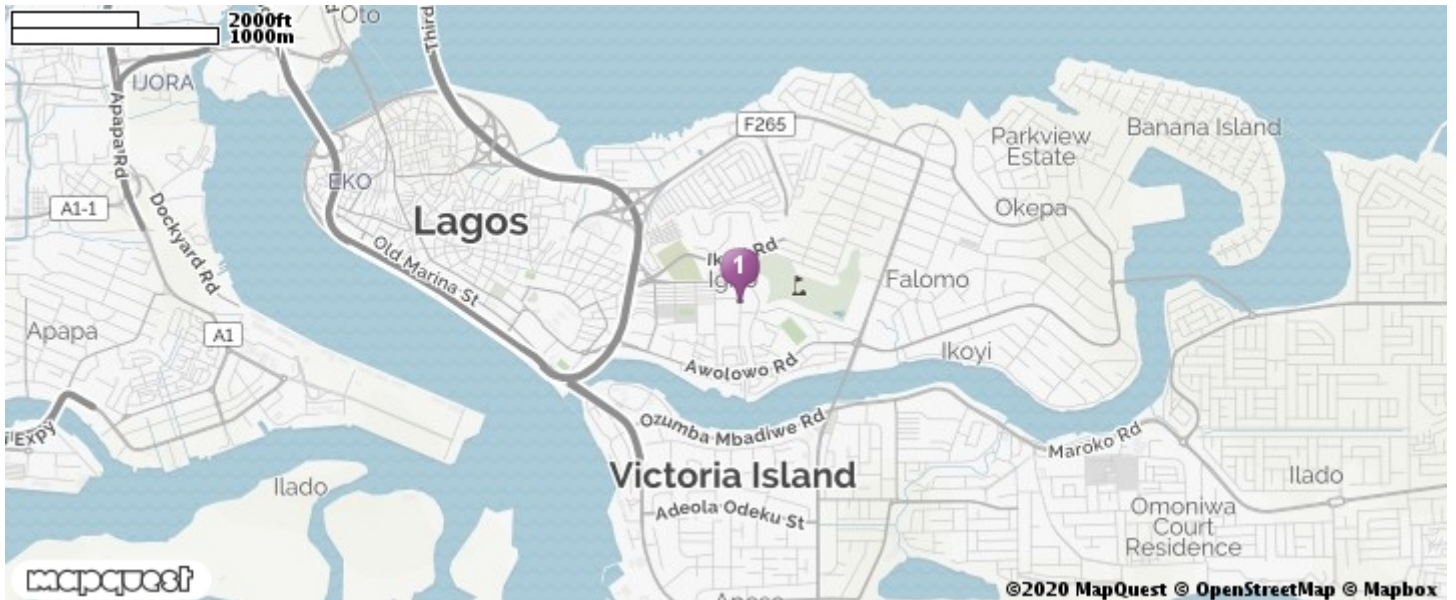 2000ft
1000m
Oto
Third
IJORA
Apapa Rd
F265
Parkview
Estate
Banana Island
EKO
A1-1
Dockyard Rd
Lagos
Okepa
Old Marina St
Rd
1
Falomo
Apapa
A1
Awolowo Rd
Ikoyi
Expy
Ozumba Mbadiwe Rd
Maroko Rd
Victoria Island
Ilado
Ilado
Adeola Odeku St
Omoniwa
Court
Residence
mapquest
©2020 MapQuest © OpenStreetMap © Mapbox